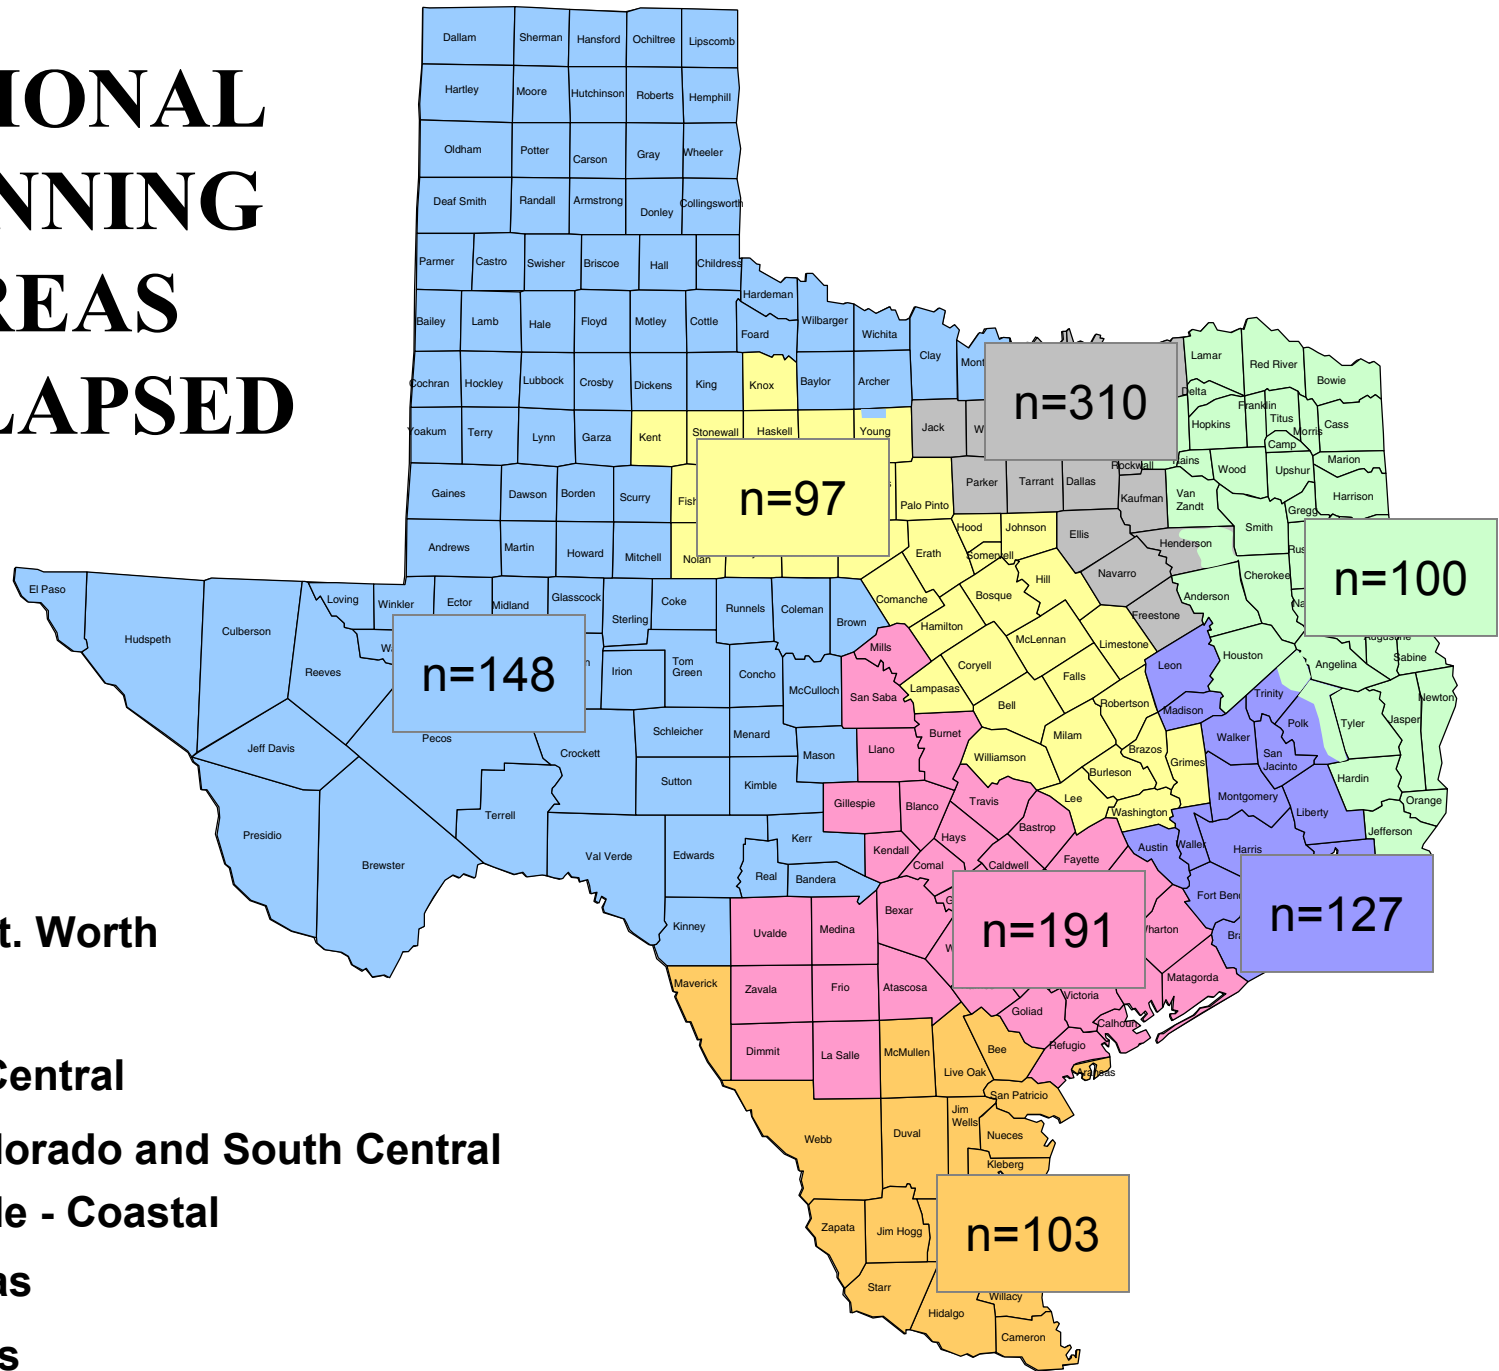 IONAL
NNING
REAS
LAPSED
Dallam Sherman Hansford Ochiltree Lipscomb
Hartley Moore Hutchinson Roberts Hemphill
Oldham Potter Carson Gray Wheeler
Deaf Smith Randall Armstrong Donley Collingsworth
Parmer Castro Swisher Briscoe Hall Childress
Hardeman
Bailey Lamb Hale Floyd Motley Cottle Foard Wilbarger Wichita
Clay Mont
Cochran Hockley Lubbock Crosby Dickens King Knox Baylor Archer
n=310
Lamar Red River Bowie
Delta Franklin Titus Morris Cass
Hopkins Camp
Yoakum Terry Lynn Garza Kent Stonewall Haskell Young Jack W
Rockwall Rains Wood Upshur Marion
Gaines Dawson Borden Scurry Fish
n=97
Palo Pinto Parker Tarrant Dallas Kaufman Van
Zandt Harrison
Smith Gregg
Andrews Martin Howard Mitchell Nolan
Erath Hood Johnson Ellis Henderson Rus
Somervell
n=100
El Paso Hudspeth Culberson Loving Winkler Ector Midland Glasscock Sterling Coke Runnels Coleman Brown
Comanche Bosque Hill Navarro Anderson Cherokee Na
Hamilton McLennan Limestone Freestone
Reeves Wa
n=148
n Irion Tom
Green Concho McCulloch Mills
Coryell Falls Leon Houston Angelina Augustine Sabine
San Saba Lampasas Bell Robertson Madison Trinity Newton
Jeff Davis Pecos Crockett Schleicher Menard Mason Llano Burnet
Milam Brazos Grimes Walker Polk Tyler Jasper
San
Jacinto
Williamson Burleson
Sutton Kimble
Presidio Brewster Terrell
Gillespie Blanco Travis Lee Washington Montgomery Liberty Hardin Orange
Hays Bastrop Jefferson
Val Verde Edwards Kerr Kendall Comal Caldwell Fayette Austin Waller Harris
Real Bandera
Kinney Uvalde Medina Bexar G
n=191
Fort Bend
n=127
W harton Bra
t. Worth
Maverick Zavala Frio Atascosa
Goliad Victoria Matagorda
Calhoun
Dimmit La Salle McMullen Live Oak Bee Refugio
Aransas
Central
San Patricio
lorado and South Central
Webb Duval Jim
Wells Nueces
Kleberg
le - Coastal
Zapata Jim Hogg
n=103
as
Starr Hidalgo Willacy
Cameron
s